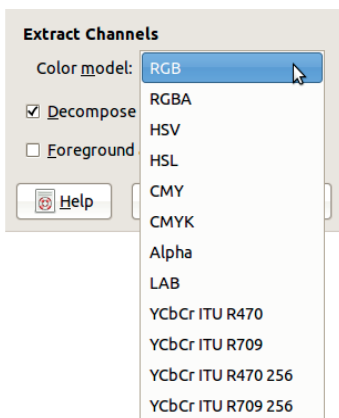 Extract Channels
Color model: RGB
RGBA
Decompose
HSV
Foreground
HSL
Help
CMY
CMYK
Alpha
LAB
YCbCr ITU R470
YCbCr ITU R709
YCbCr ITU R470 256
YCbCr ITU R709 256